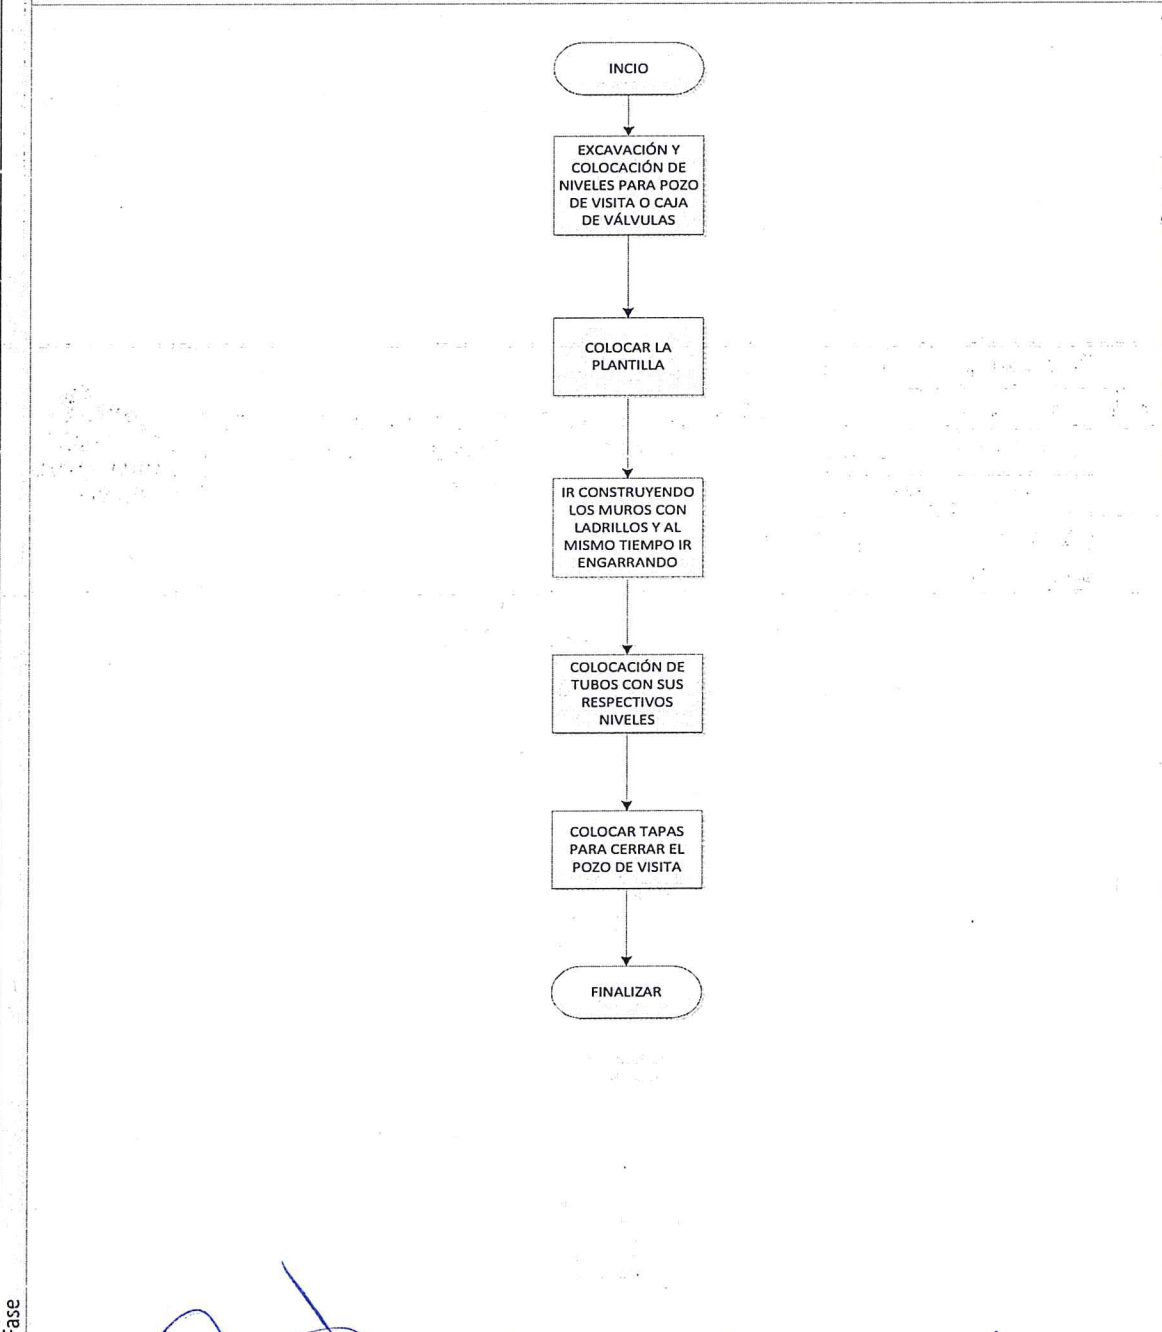 INCIO
EXCAVACIÓN Y
COLOCACIÓN DE
NIVELES PARA POZO
DE VISITA O CAJA
DE VÁLVULAS
COLOCAR LA
PLANTILLA
IR CONSTRUYENDO
LOS MUROS CON
LADRILLOS Y AL
MISMO TIEMPO IR
ENGARRANDO
COLOCACIÓN DE
TUBOS CON SUS
RESPECTIVOS
NIVELES
COLOCAR TAPAS
PARA CERRAR EL
POZO DE VISITA
FINALIZAR
Fase